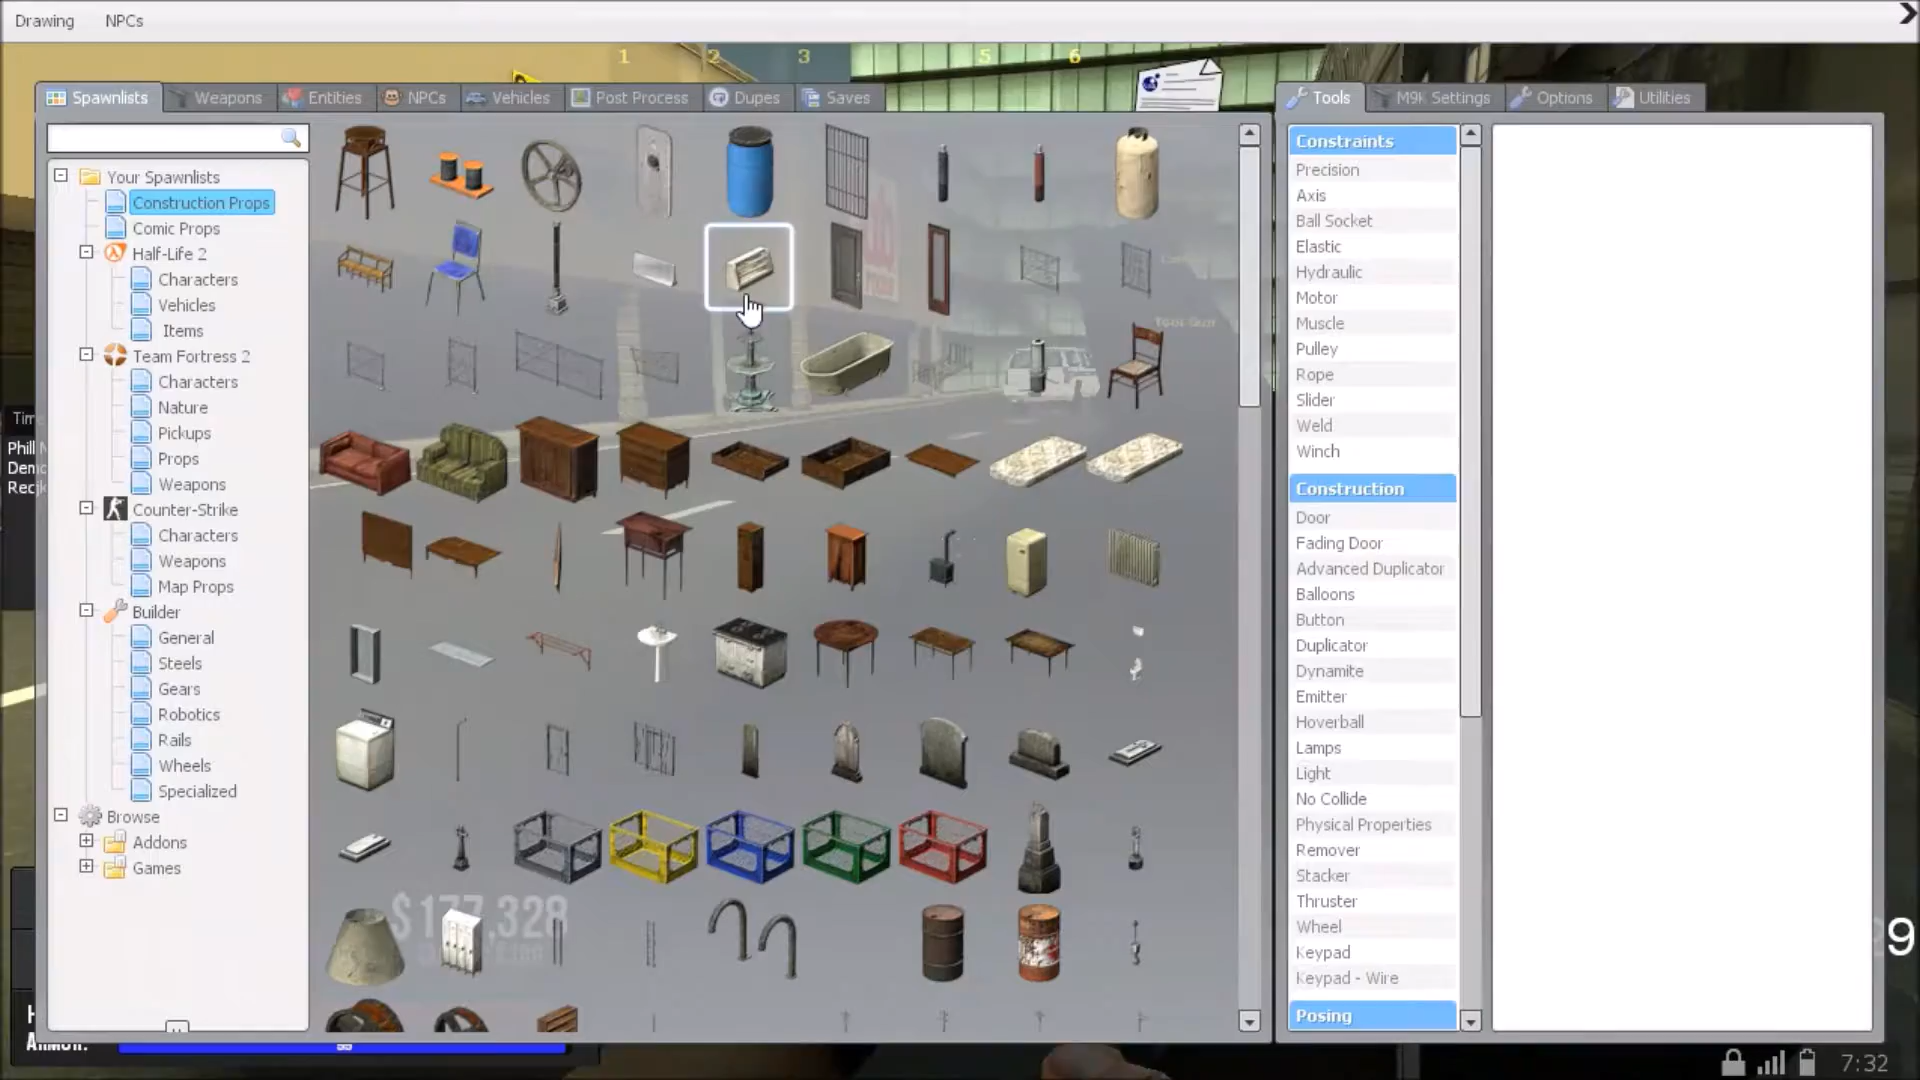 Drawing NPCs
1 2 3 5 6
Spawnlists Weapons Entities NPCs Vehicles Post Process Dupes Saves
Tools M9K Settings Options Utilities
Your Spawnlists
Construction Props
Comic Props
Half-Life 2
Characters
Vehicles
Items
Team Fortress 2
Characters
Nature
Pickups
Props
Weapons
Counter-Strike
Characters
Weapons
Map Props
Builder
General
Steels
Gears
Robotics
Rails
Wheels
Specialized
Browse
Addons
Games
Tool Gun
$177,328
Constraints
Precision
Axis
Ball Socket
Elastic
Hydraulic
Motor
Muscle
Pulley
Rope
Slider
Weld
Winch
Construction
Door
Fading Door
Advanced Duplicator
Balloons
Button
Duplicator
Dynamite
Emitter
Hoverball
Lamps
Light
No Collide
Physical Properties
Remover
Stacker
Thruster
Wheel
Keypad
Keypad - Wire
Posing
9
7:32